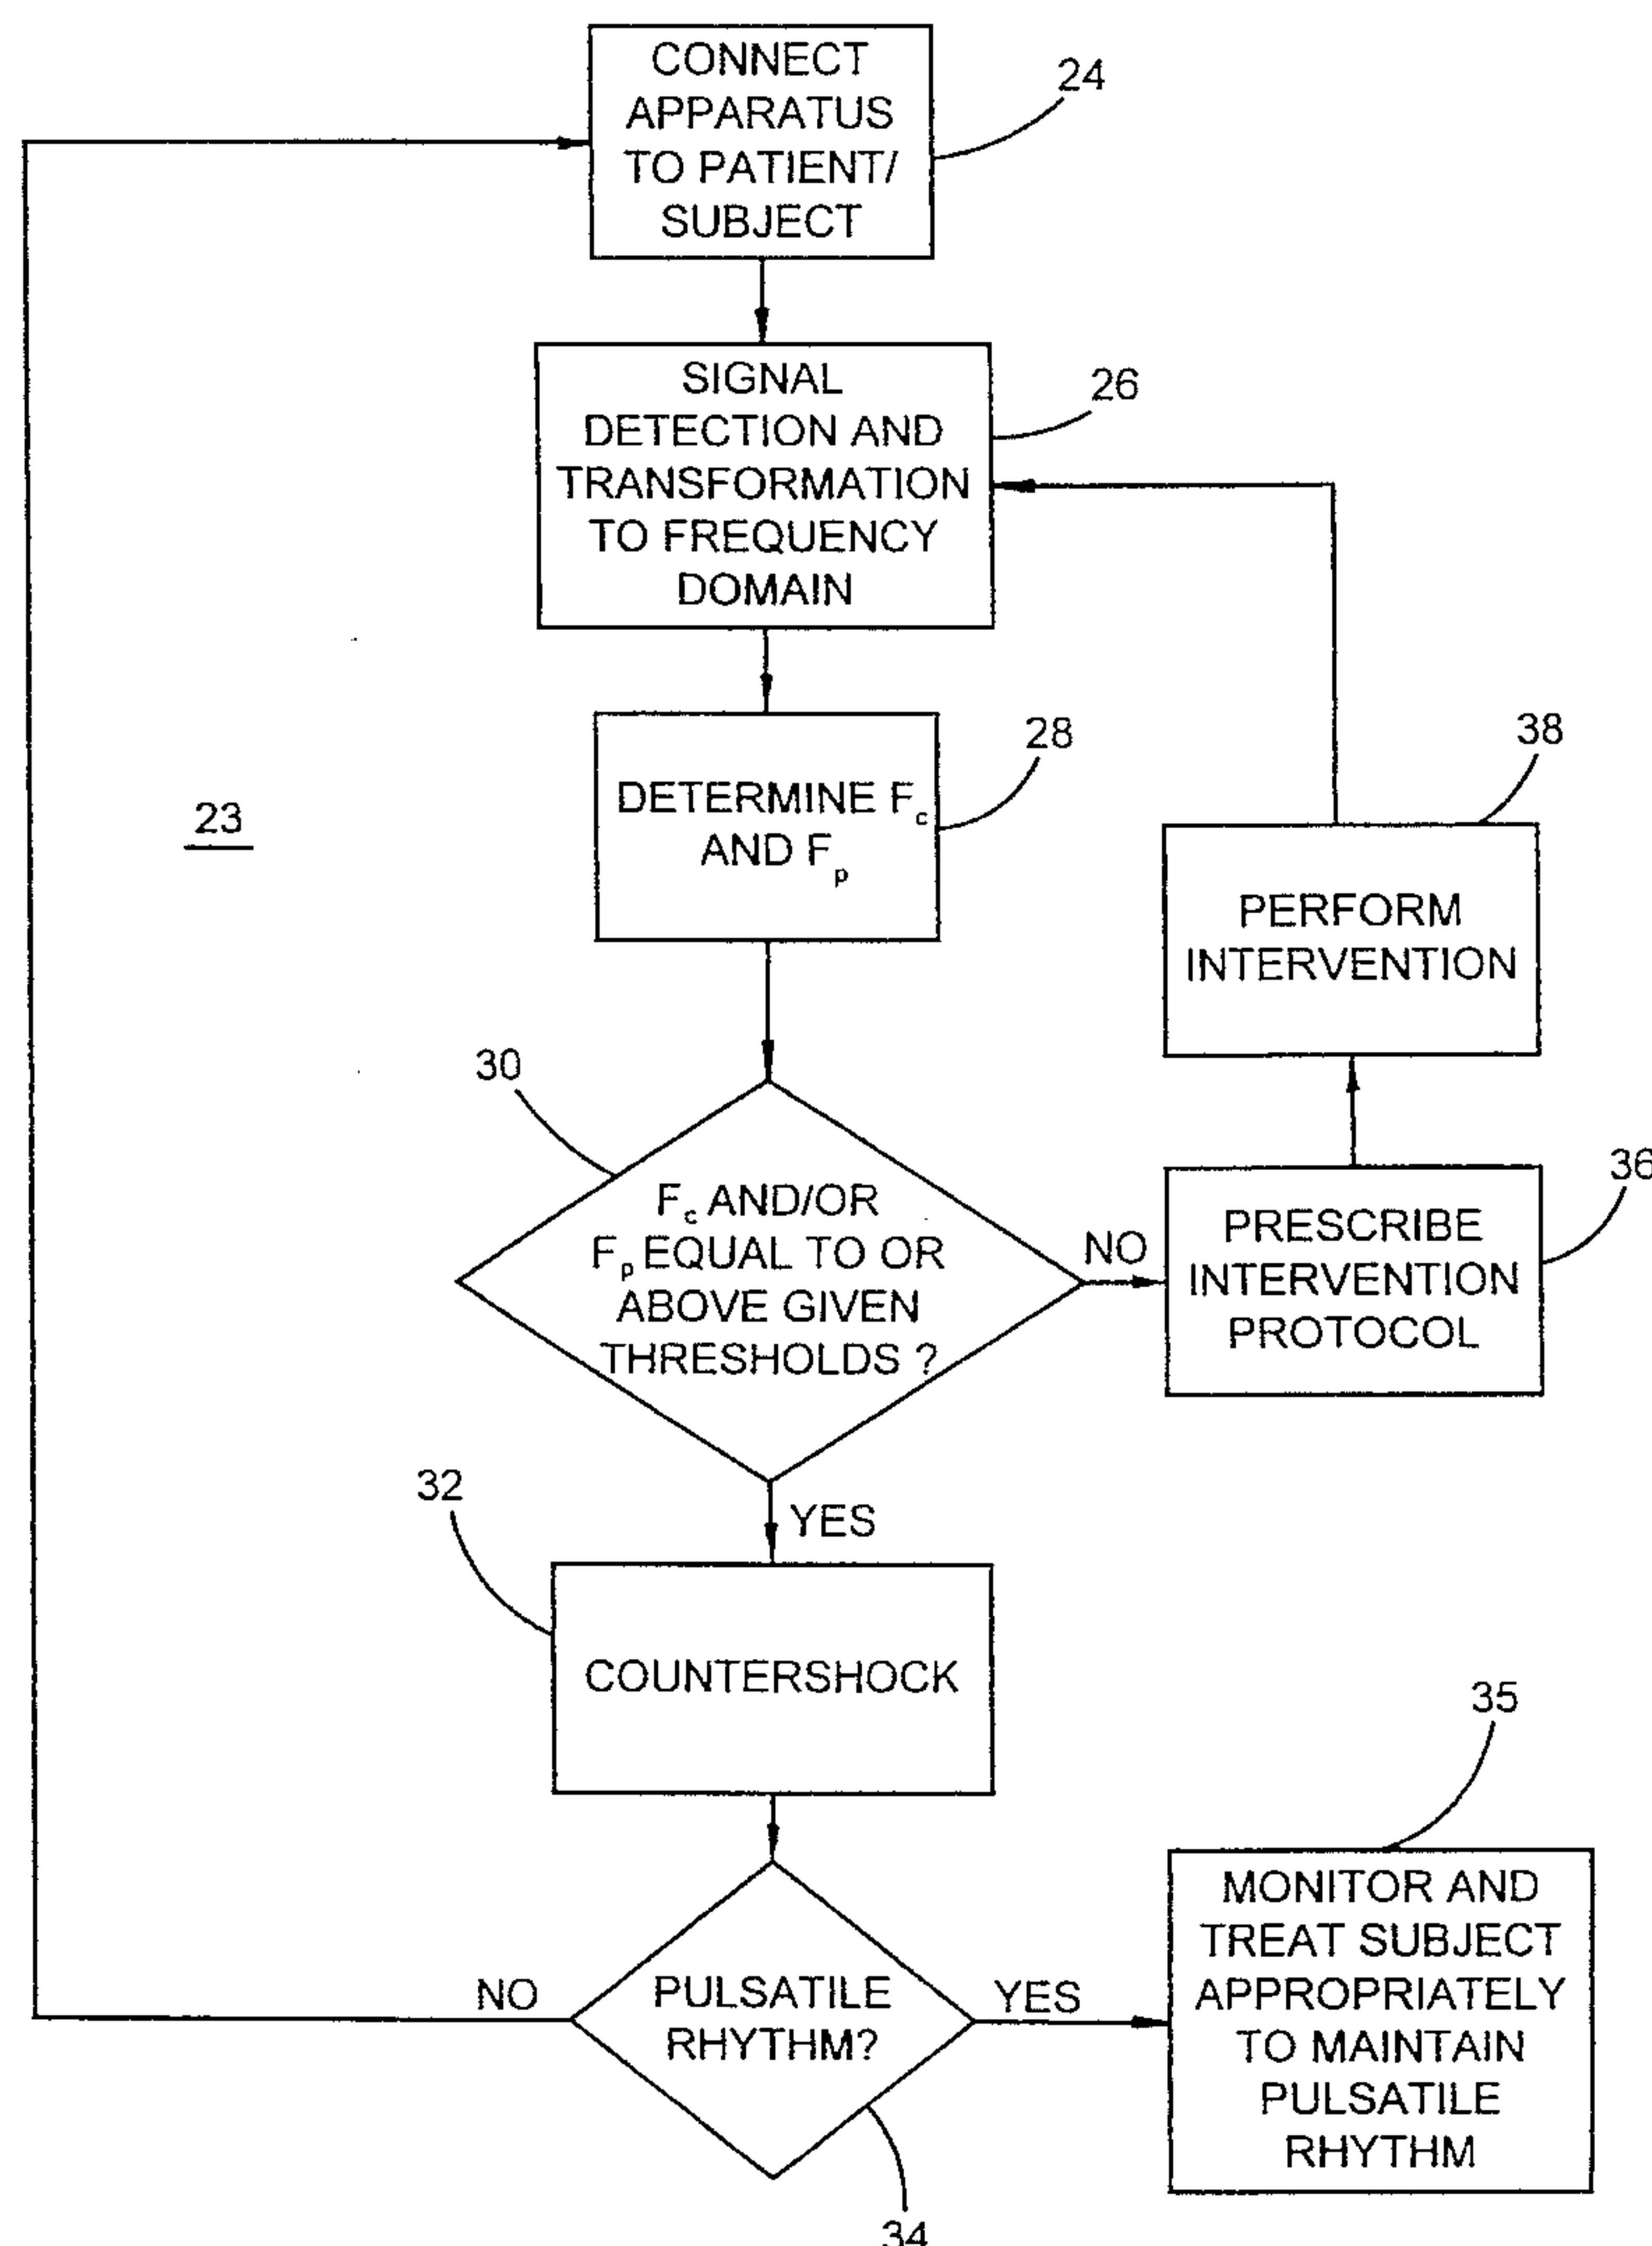 CONNECT
APPARATUS
TO PATIENT/
SUBJECT
24
SIGNAL
DETECTION AND
TRANSFORMATION
TO FREQUENCY
DOMAIN
26
DETERMINE Fc
AND Fp
28
23
38
PERFORM
INTERVENTION
30
Fc AND/OR
Fp EQUAL TO OR
ABOVE GIVEN
THRESHOLDS ?
NO
36
PRESCRIBE
INTERVENTION
PROTOCOL
YES
32
COUNTERSHOCK
35
NO
PULSATILE
RHYTHM?
YES
MONITOR AND
TREAT SUBJECT
APPROPRIATELY
TO MAINTAIN
PULSATILE
RHYTHM
34